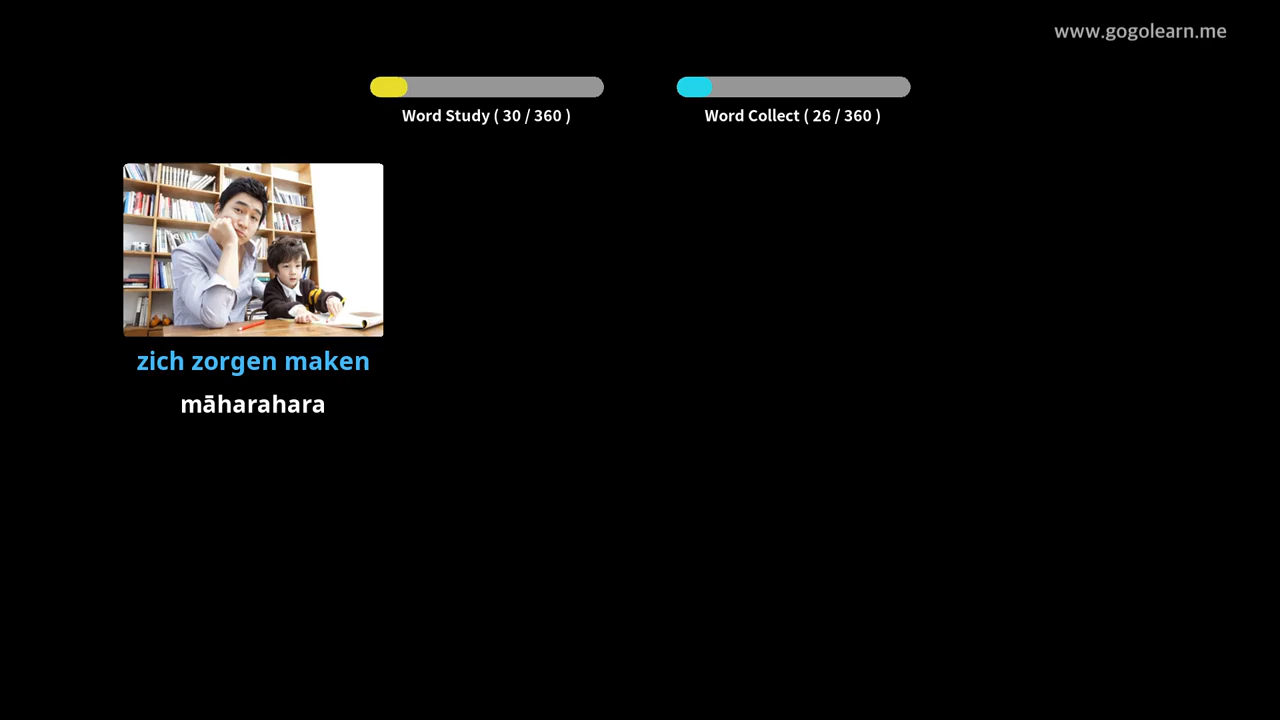 www.gogolearn.me
Word Study ( 30 / 360 )
Word Collect ( 26 / 360 )
zich zorgen maken
māharahara